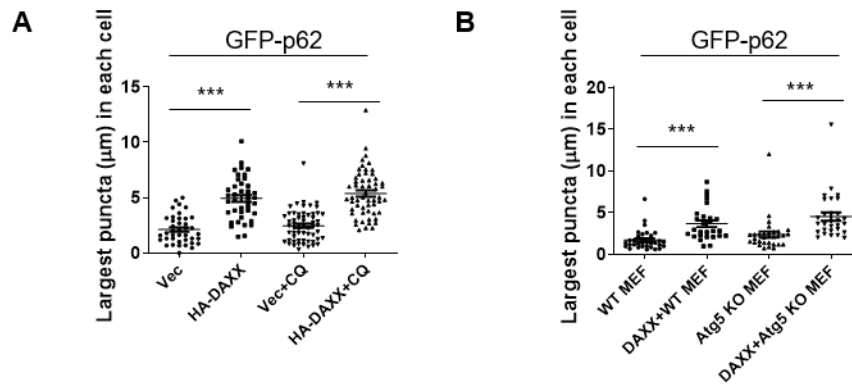 A
GFP-p62
Largest puncta (μm) in each cell
15
10
5
0
***
***
Vec
HA-DAXX
Vec+CQ
HA-DAXX+CQ
B
GFP-p62
Largest puncta (μm) in each cell
20
15
10
5
0
***
***
WT MEF
DAXX+WT MEF
Atg5 KO MEF
DAXX+Atg5 KO MEF